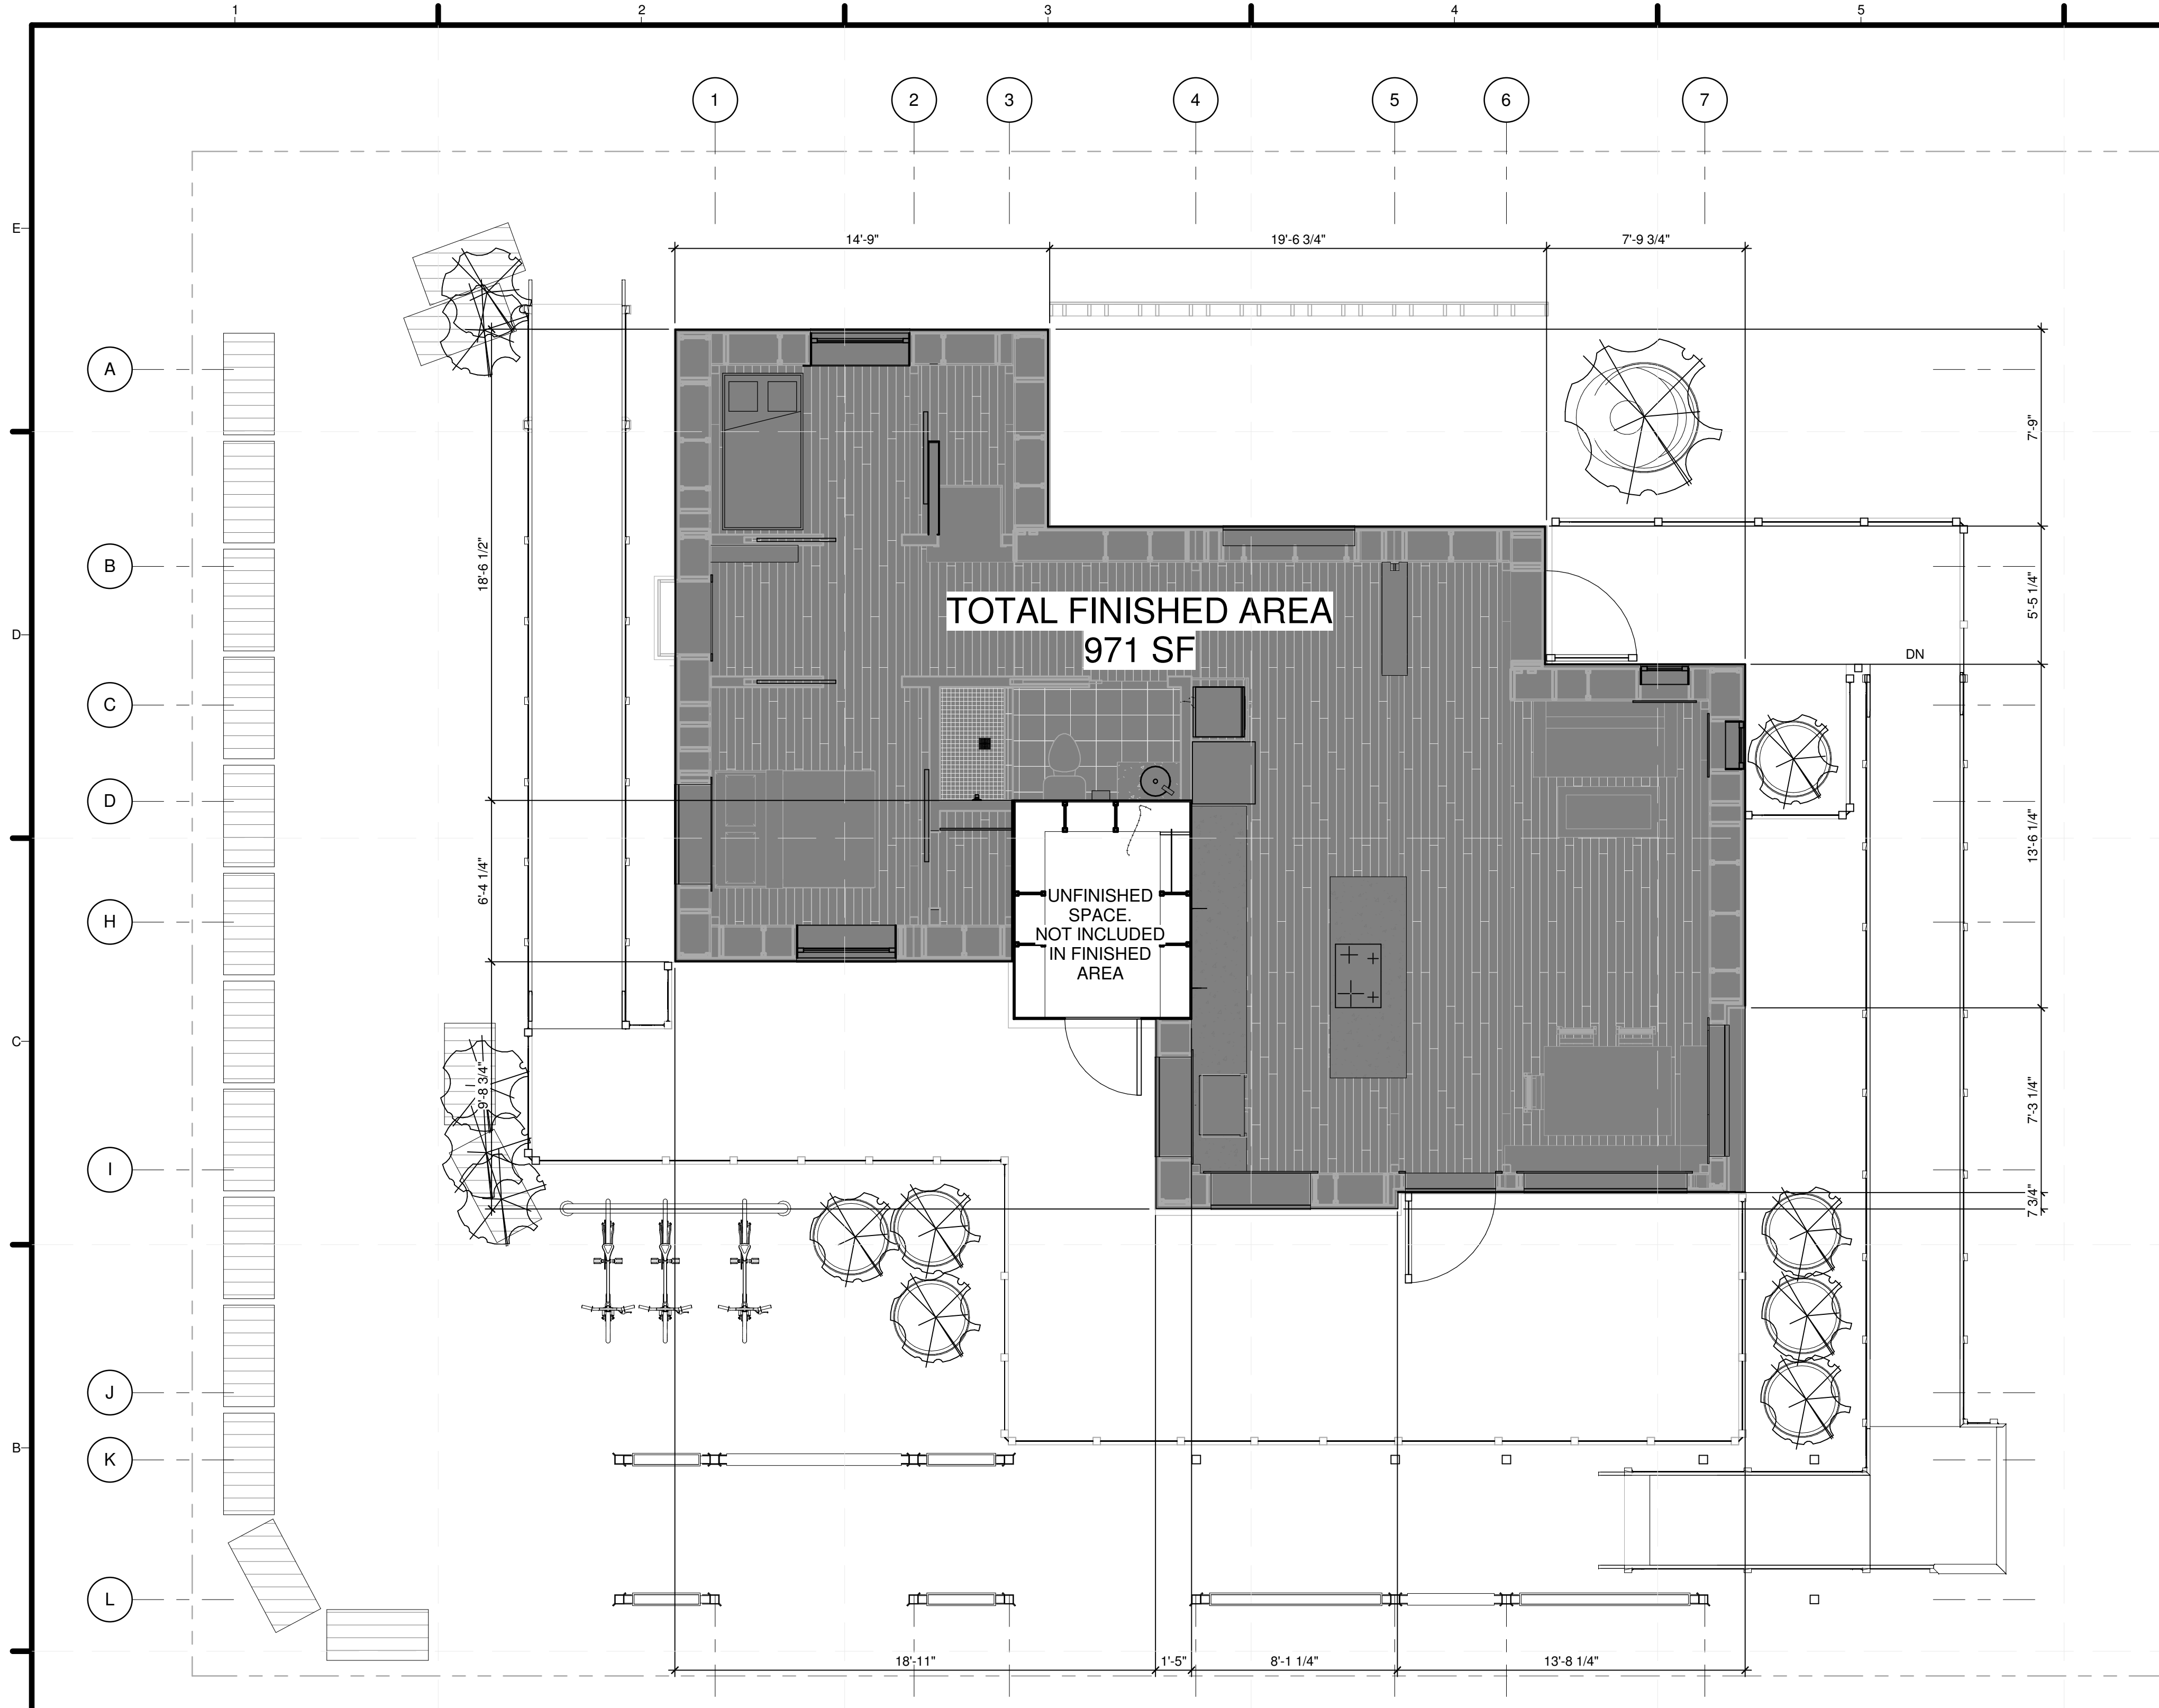 1 2 3 4 5
1 2 3 4 5 6 7
E
14'-9" 19'-6 3/4" 7'-9 3/4"
A
7'-9"
B
18'-6 1/2"
5'-5 1/4"
TOTAL FINISHED AREA
971 SF
D
DN
C
D
13'-6 1/4"
6'-4 1/4"
H
UNFINISHED
SPACE.
NOT INCLUDED
IN FINISHED
AREA
C
9'-8 3/4"
7'-3 1/4"
I
7 3/4"
J
B
K
L
18'-11" 1'-5" 8'-1 1/4" 13'-8 1/4"